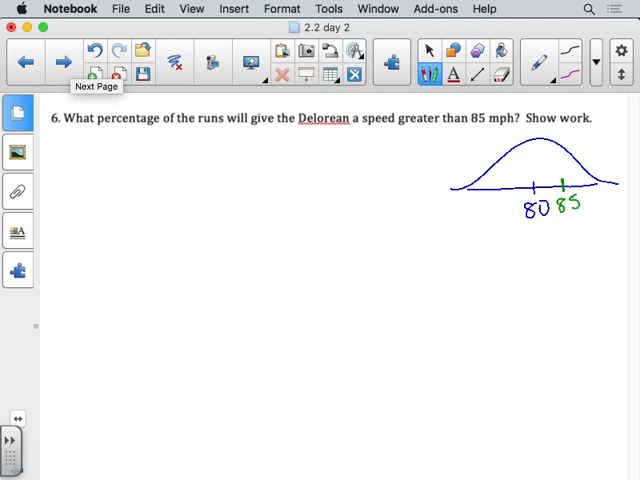 Notebook File Edit View Insert Format Tools Add-ons Help
2.2 day 2
Next Page
6. What percentage of the runs will give the Delorean a speed greater than 85 mph? Show work.
80 85